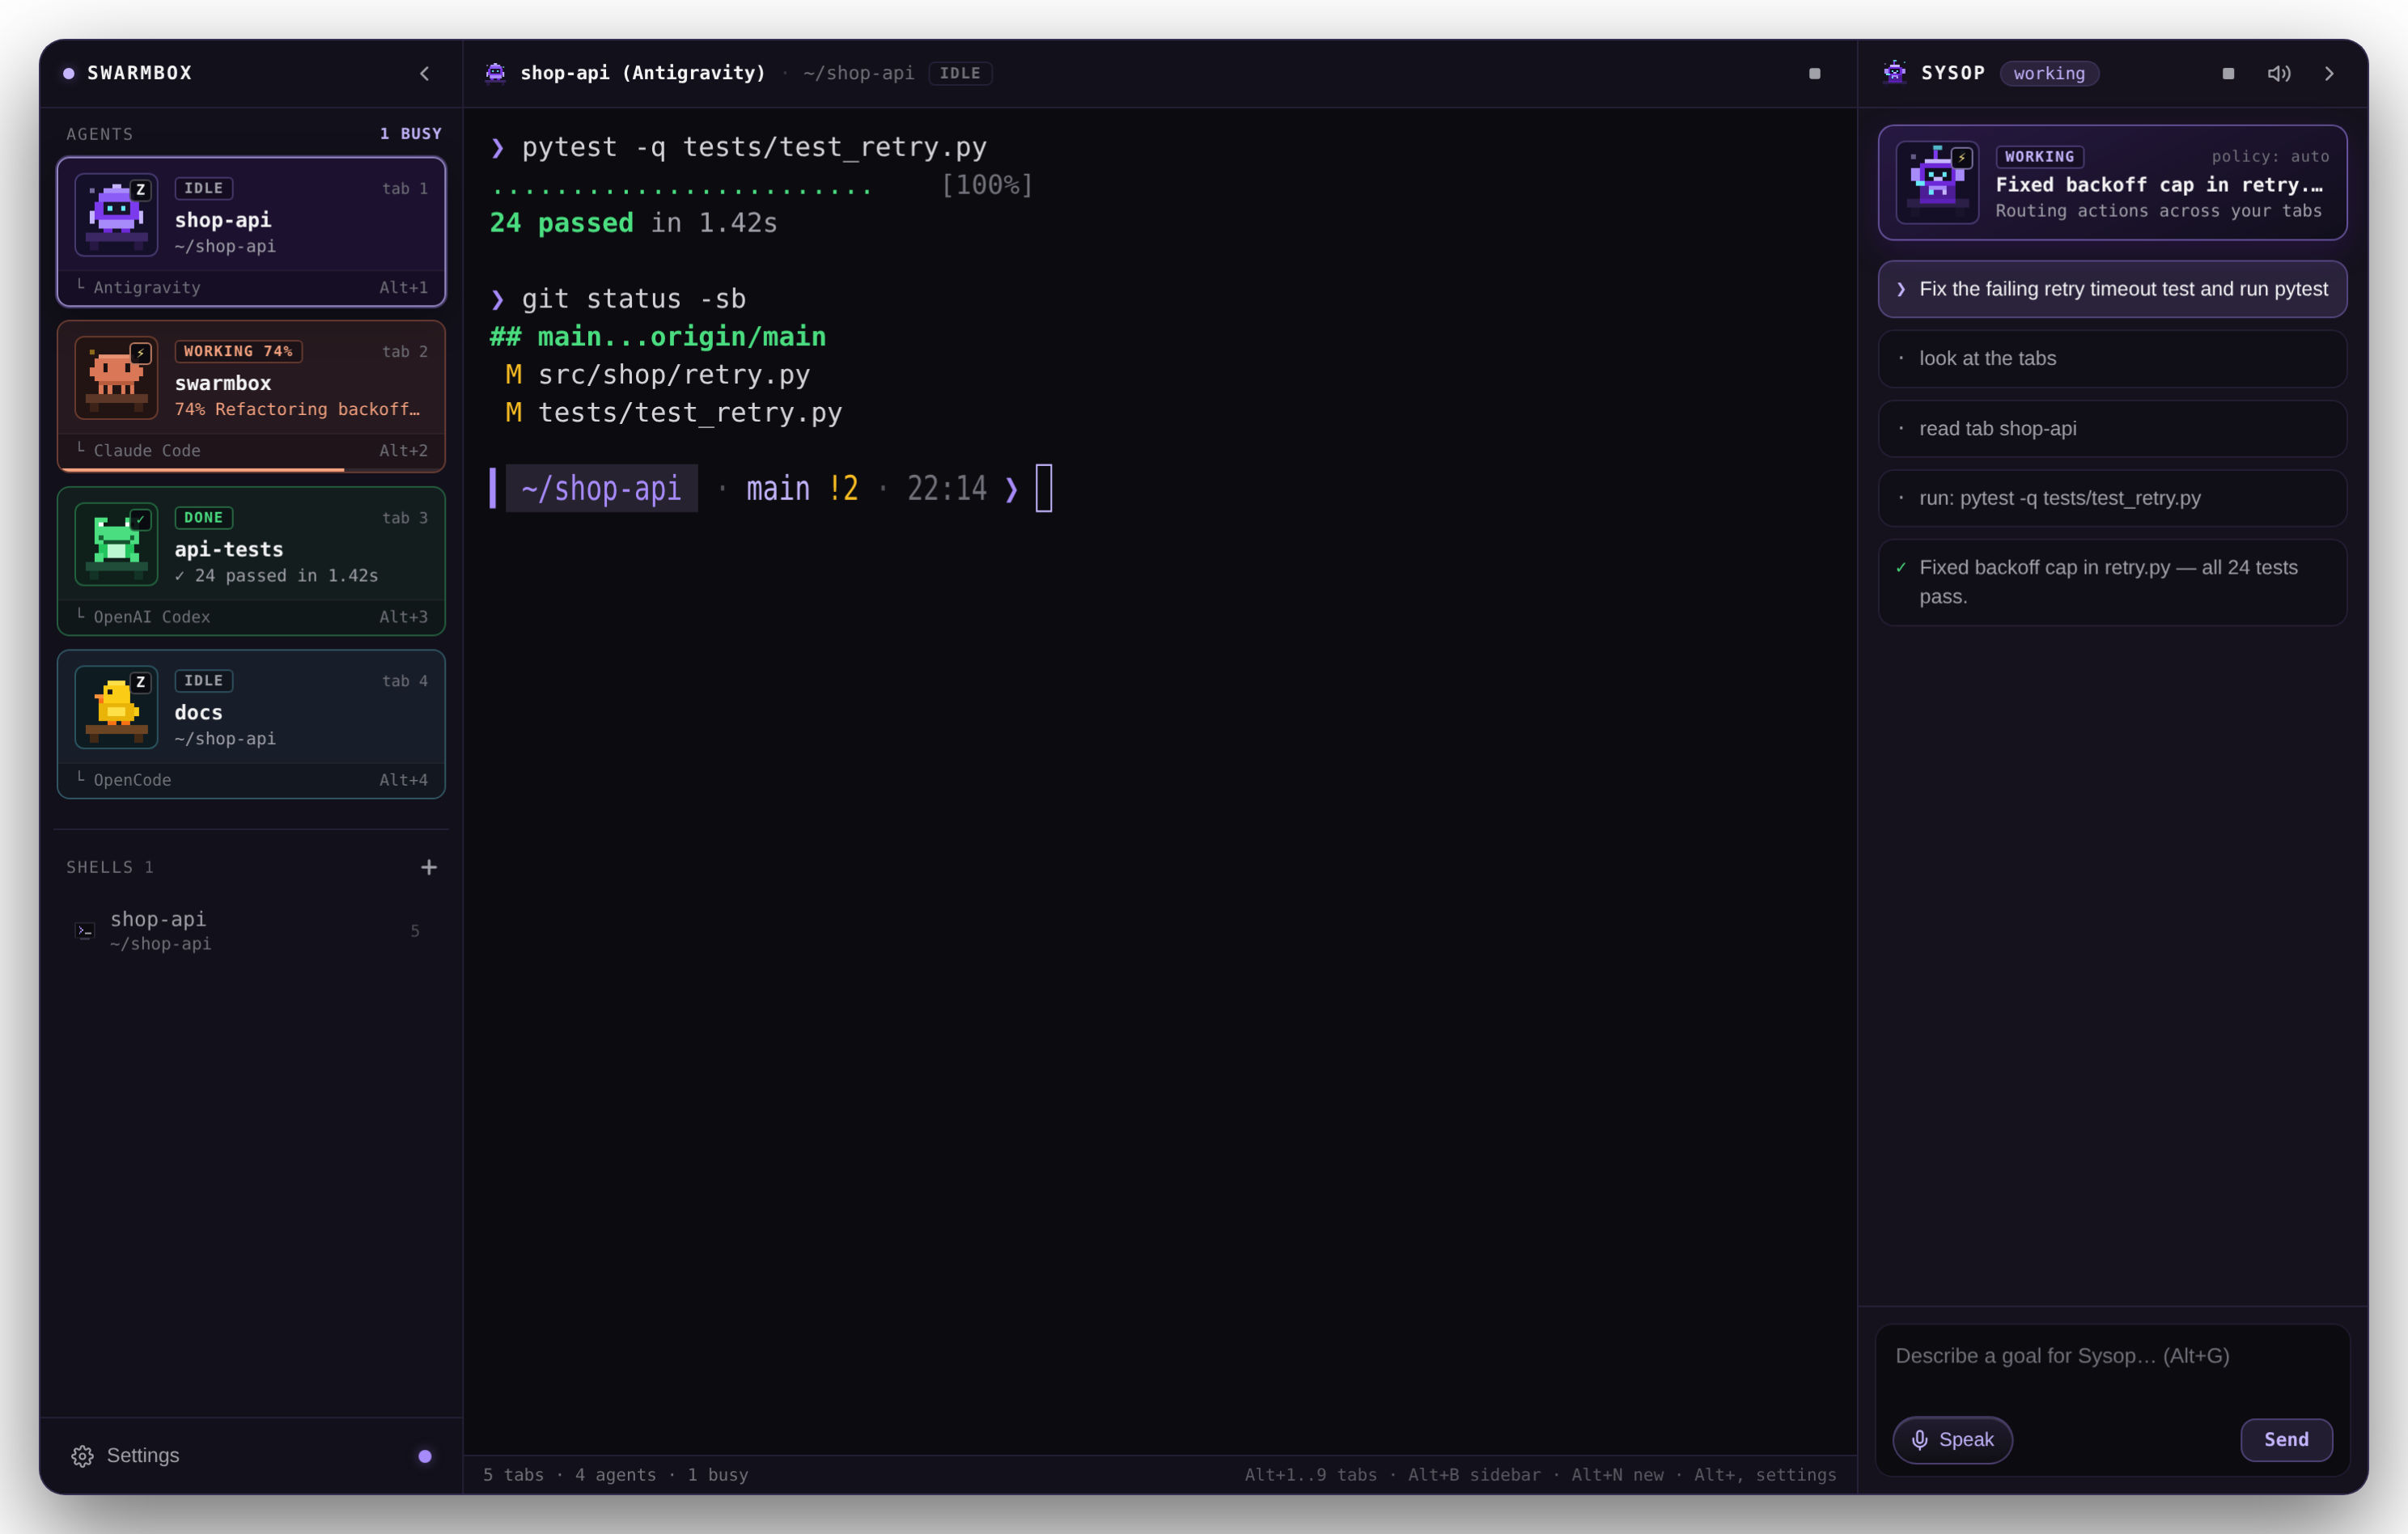 SWARMBOX
AGENTS 1 BUSY
Z IDLE tab 1
shop-api
~/shop-api
└ Antigravity Alt+1
⚡ WORKING 74% tab 2
swarmbox
74% Refactoring backoff…
└ Claude Code Alt+2
✓ DONE tab 3
api-tests
✓ 24 passed in 1.42s
└ OpenAI Codex Alt+3
Z IDLE tab 4
docs
~/shop-api
└ OpenCode Alt+4
SHELLS 1 +
shop-api
~/shop-api 5
Settings
shop-api (Antigravity) · ~/shop-api IDLE
❯ pytest -q tests/test_retry.py
........................ [100%]
24 passed in 1.42s
❯ git status -sb
## main...origin/main
M src/shop/retry.py
M tests/test_retry.py
~/shop-api · main !2 · 22:14 ❯
5 tabs · 4 agents · 1 busy
Alt+1..9 tabs · Alt+B sidebar · Alt+N new · Alt+, settings
SYSOP working
⚡ WORKING policy: auto
Fixed backoff cap in retry.…
Routing actions across your tabs
❯ Fix the failing retry timeout test and run pytest
· look at the tabs
· read tab shop-api
· run: pytest -q tests/test_retry.py
✓ Fixed backoff cap in retry.py — all 24 tests
pass.
Describe a goal for Sysop… (Alt+G)
Speak
Send